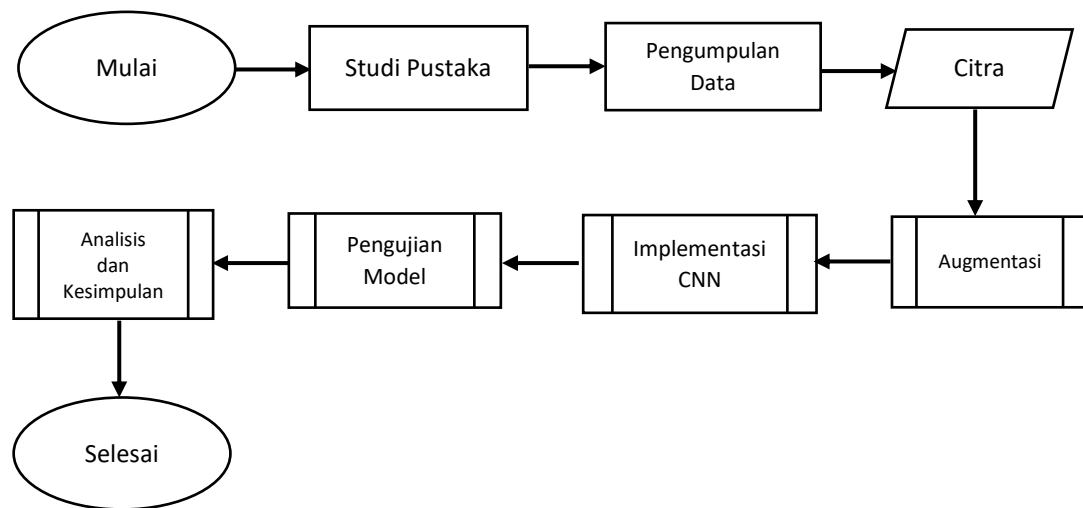 Mulai
Studi Pustaka
Pengumpulan
Data
Citra
Augmentasi
Implementasi
CNN
Pengujian
Model
Analisis
dan
Kesimpulan
Selesai